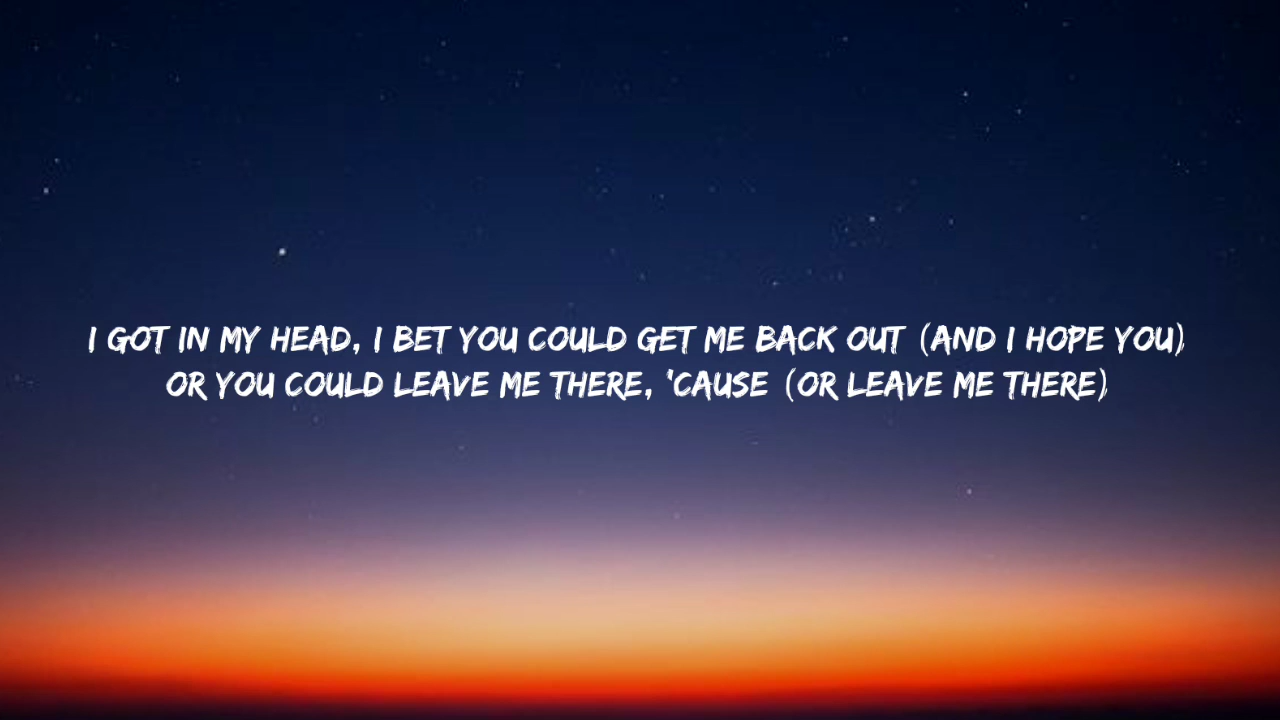 I GOT IN MY HEAD, I BET YOU COULD GET ME BACK OUT (AND I HOPE YOU)
OR YOU COULD LEAVE ME THERE, 'CAUSE (OR LEAVE ME THERE)